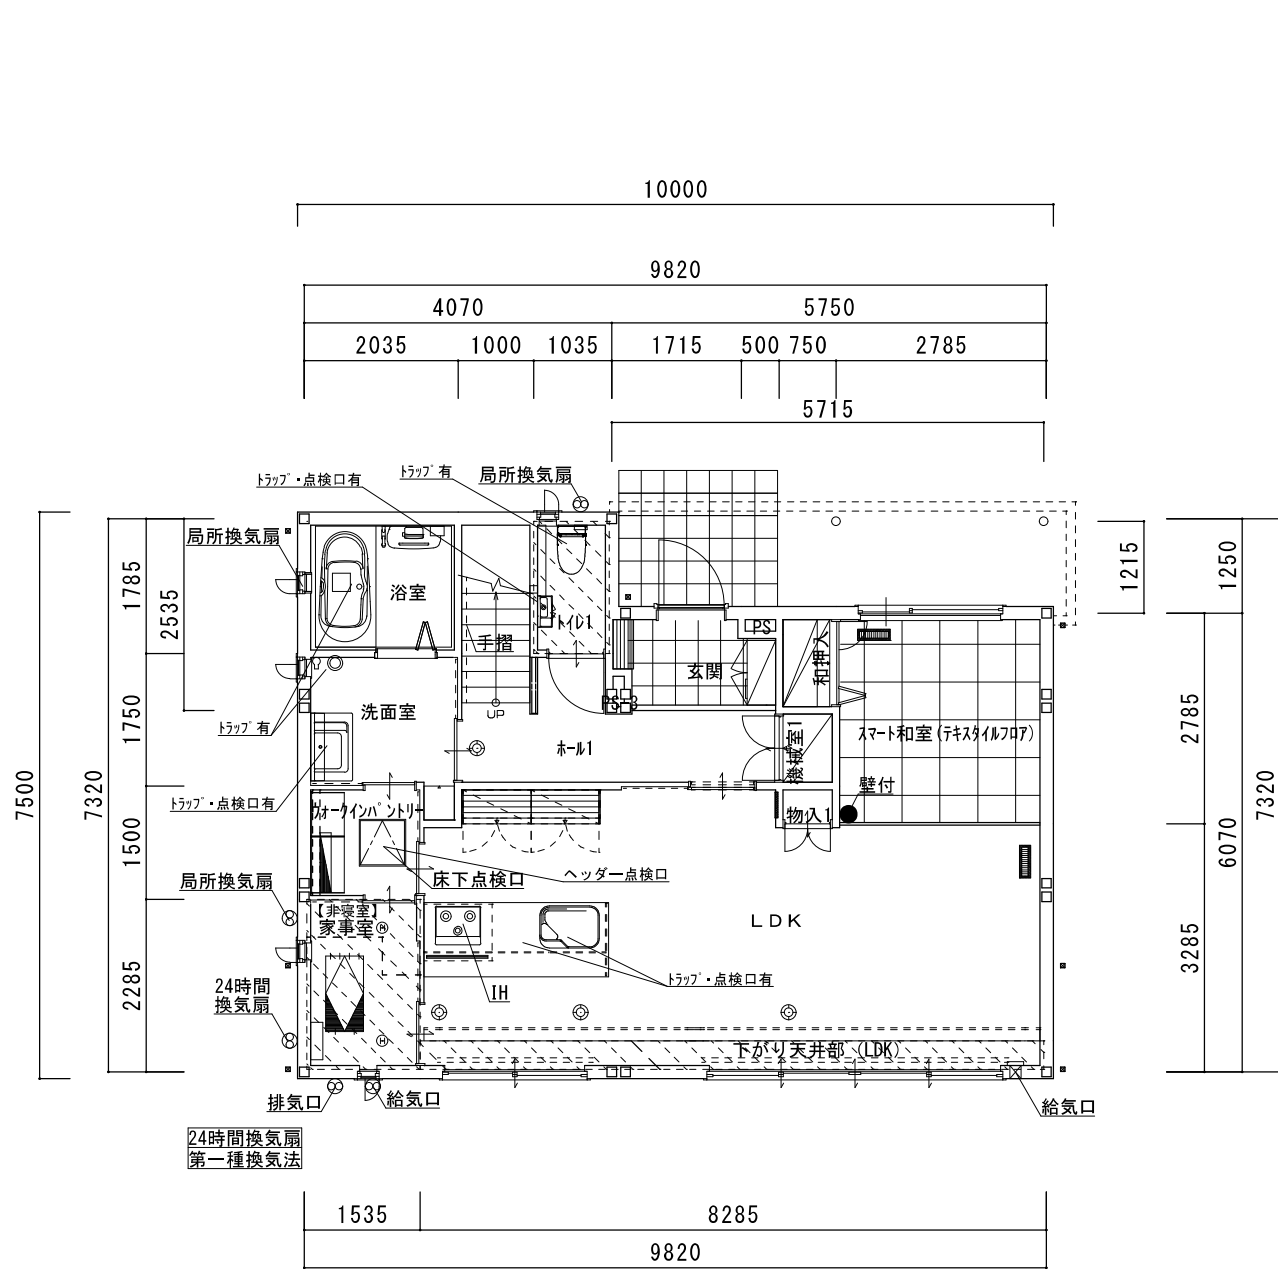 10000
9820
4070
5750
2035
1000
1035
1715
500
750
2785
5715
ﾄﾗｯﾌﾟ・点検口有
ﾄﾗｯﾌﾟ有
局所換気扇
局所換気扇
浴室
手摺
ﾄｲﾚ1
PS
玄関
和押入
洗面室
UP
ﾎｰﾙ1
機械室1
ｽﾏｰﾄ和室(ﾃｷｽﾀｲﾙﾌﾛｱ)
ﾄﾗｯﾌﾟ有
ﾄﾗｯﾌﾟ・点検口有
ｳｫｰｸｲﾝﾊﾟﾝﾄﾘｰ
物入1
壁付
局所換気扇
床下点検口
ヘッダー点検口
【非寝室】
家事室
LDK
24時間
換気扇
IH
ﾄﾗｯﾌﾟ・点検口有
下がり天井部 (LDK)
排気口
給気口
給気口
24時間換気扇
第一種換気法
7500
7320
1785
1750
1500
2285
2535
1215
1250
2785
3285
6070
7320
1535
8285
9820